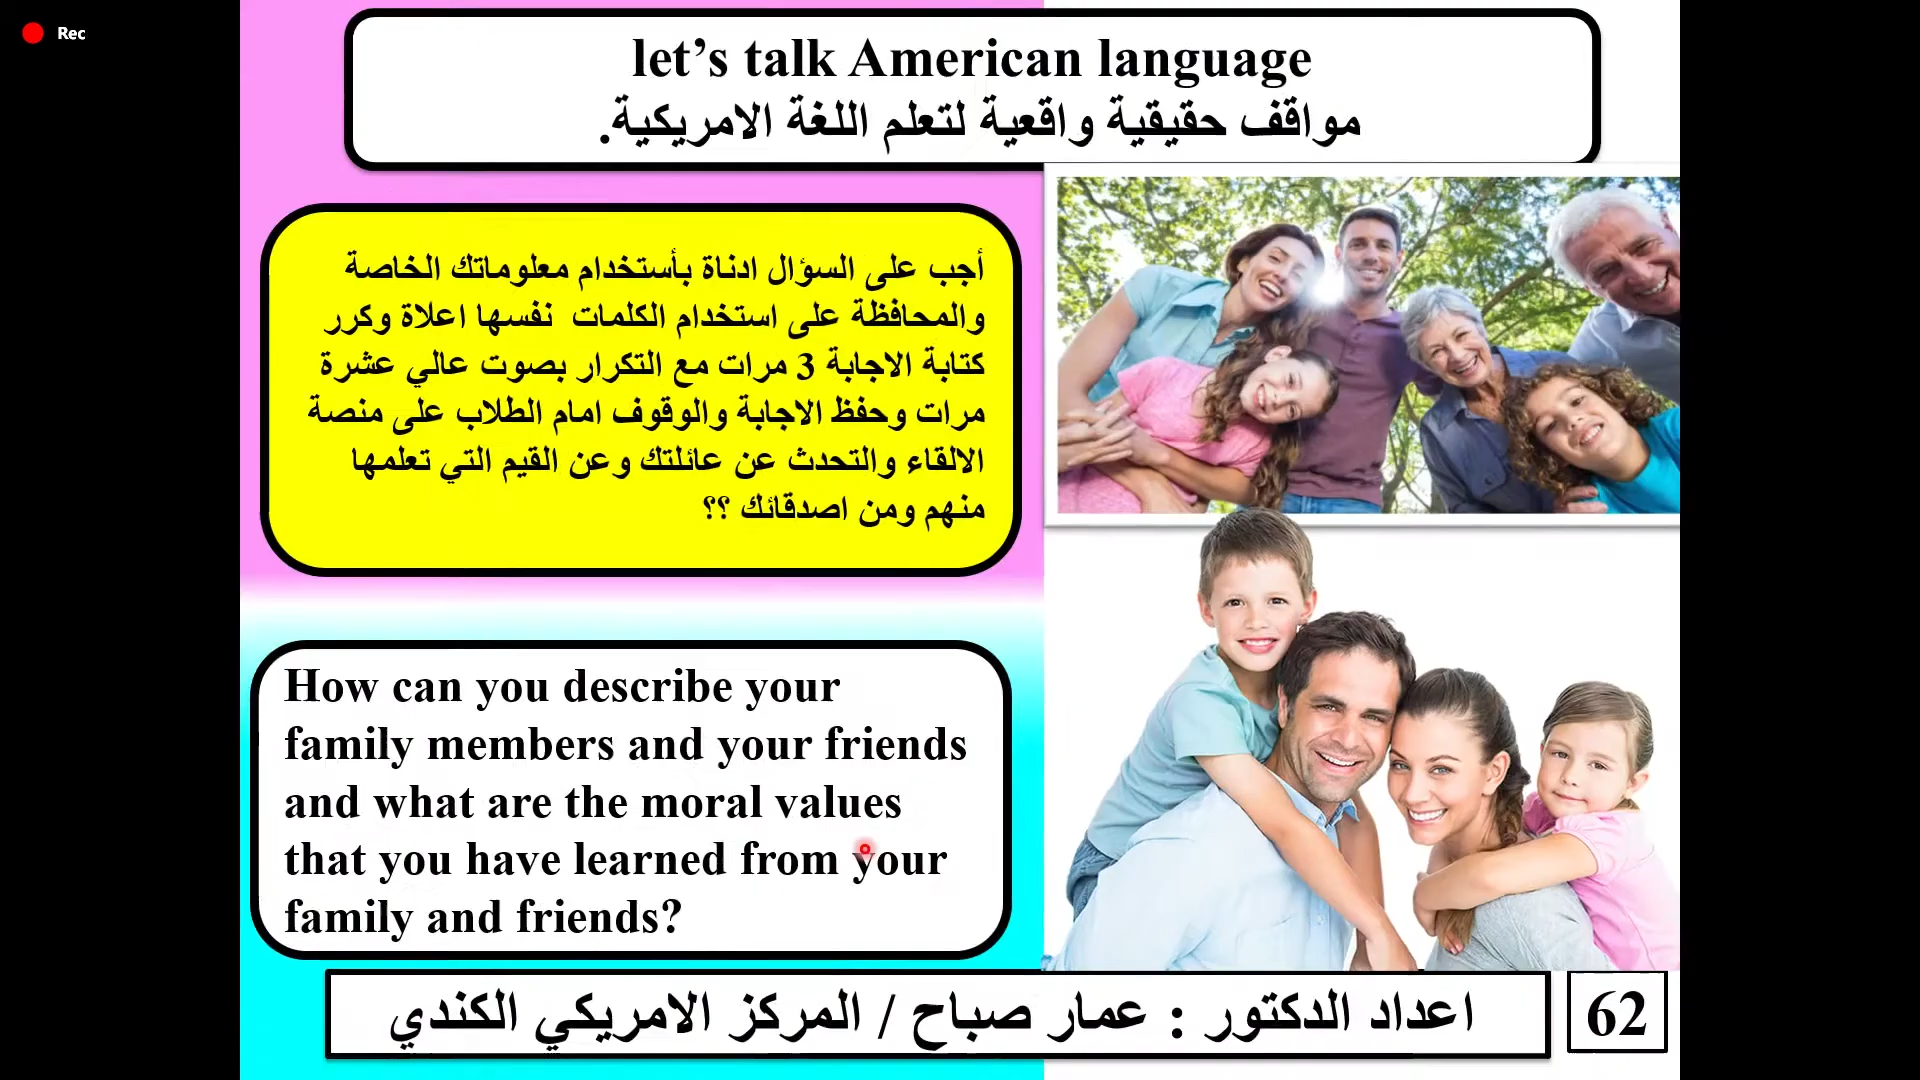 Rec
let’s talk American language
مواقف حقيقية واقعية لتعلم اللغة الامريكية.
أجب على السؤال ادناة بأستخدام معلوماتك الخاصة
والمحافظة على استخدام الكلمات نفسها اعلاة وكرر
كتابة الاجابة 3 مرات مع التكرار بصوت عالي عشرة
مرات وحفظ الاجابة والوقوف امام الطلاب على منصة
الالقاء والتحدث عن عائلتك وعن القيم التي تعلمها
منهم ومن اصدقائك ؟؟
How can you describe your
family members and your friends
and what are the moral values
that you have learned from your
family and friends?
اعداد الدكتور : عمار صباح / المركز الامريكي الكندي
62